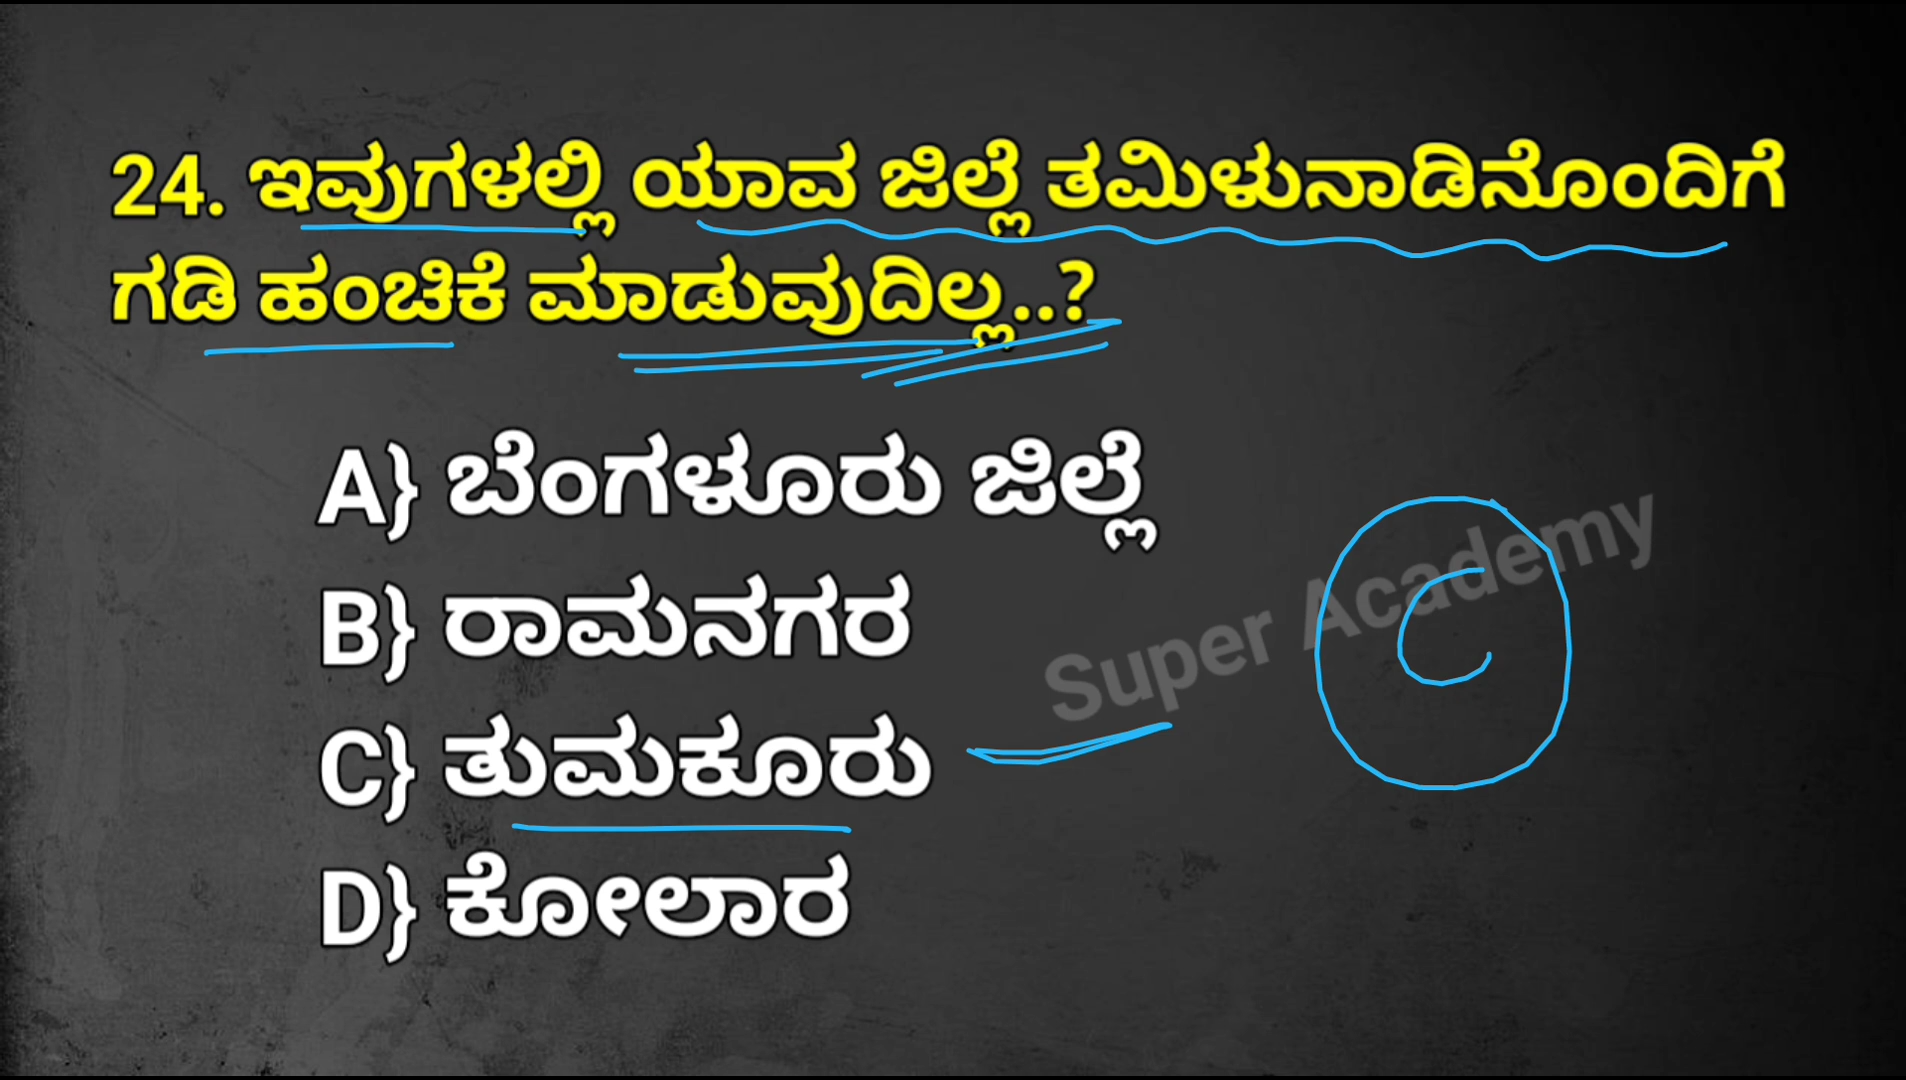 24. ಇವುಗಳಲ್ಲಿ ಯಾವ ಜಿಲ್ಲೆ ತಮಿಳುನಾಡಿನೊಂದಿಗೆ
ಗಡಿ ಹಂಚಿಕೆ ಮಾಡುವುದಿಲ್ಲ..?
A} ಬೆಂಗಳೂರು ಜಿಲ್ಲೆ
B} ರಾಮನಗರ
C} ತುಮಕೂರು
D} ಕೋಲಾರ
Super Academy
C